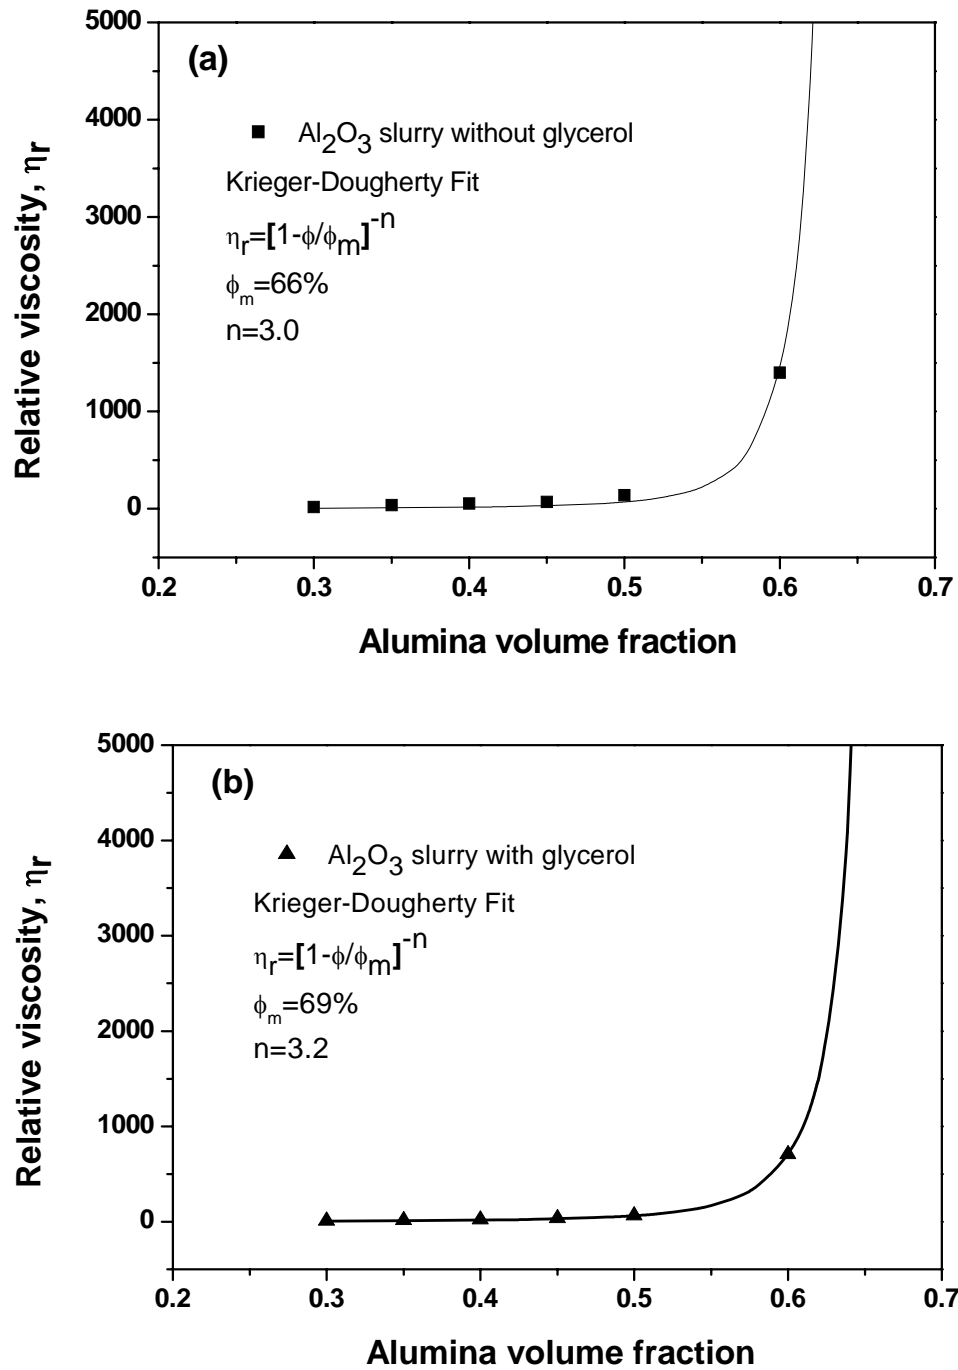 5000
(a)
4000
Al2O3 slurry without glycerol
Krieger-Dougherty Fit
3000
ηr=[1-ϕ/ϕm]-n
ϕm=66%
2000
n=3.0
1000
0
Relative viscosity, ηr
0.2 0.3 0.4 0.5 0.6 0.7
Alumina volume fraction
5000
(b)
4000
Al2O3 slurry with glycerol
Krieger-Dougherty Fit
3000
ηr=[1-ϕ/ϕm]-n
ϕm=69%
2000
n=3.2
1000
0
Relative viscosity, ηr
0.2 0.3 0.4 0.5 0.6 0.7
Alumina volume fraction